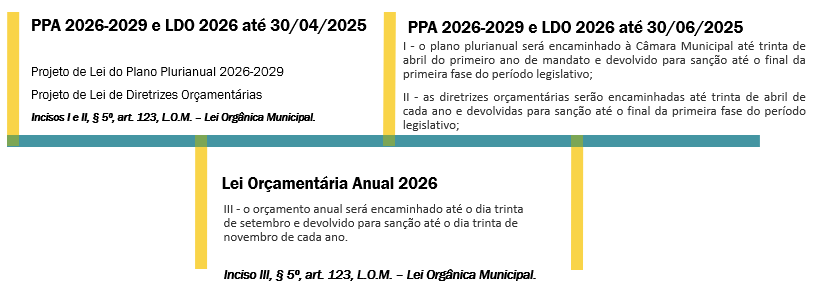 PPA 2026-2029 e LDO 2026 até 30/04/2025
Projeto de Lei do Plano Plurianual 2026-2029
Projeto de Lei de Diretrizes Orçamentárias
Incisos I e II, § 5º, art. 123, L.O.M. – Lei Orgânica Municipal.
PPA 2026-2029 e LDO 2026 até 30/06/2025
I - o plano plurianual será encaminhado à Câmara Municipal até trinta de
abril do primeiro ano de mandato e devolvido para sanção até o final da
primeira fase do período legislativo;
II - as diretrizes orçamentárias serão encaminhadas até trinta de abril de
cada ano e devolvidas para sanção até o final da primeira fase do período
legislativo;
Lei Orçamentária Anual 2026
III - o orçamento anual será encaminhado até o dia trinta
de setembro e devolvido para sanção até o dia trinta de
novembro de cada ano.
Inciso III, § 5º, art. 123, L.O.M. – Lei Orgânica Municipal.